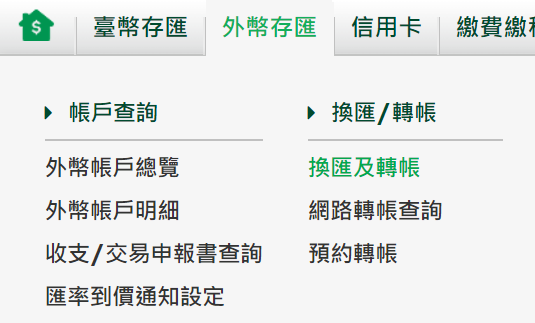 臺幣存匯 外幣存匯 信用卡 繳費繳
帳戶查詢
外幣帳戶總覽
外幣帳戶明細
收支/交易申報書查詢
匯率到價通知設定
換匯/轉帳
換匯及轉帳
網路轉帳查詢
預約轉帳